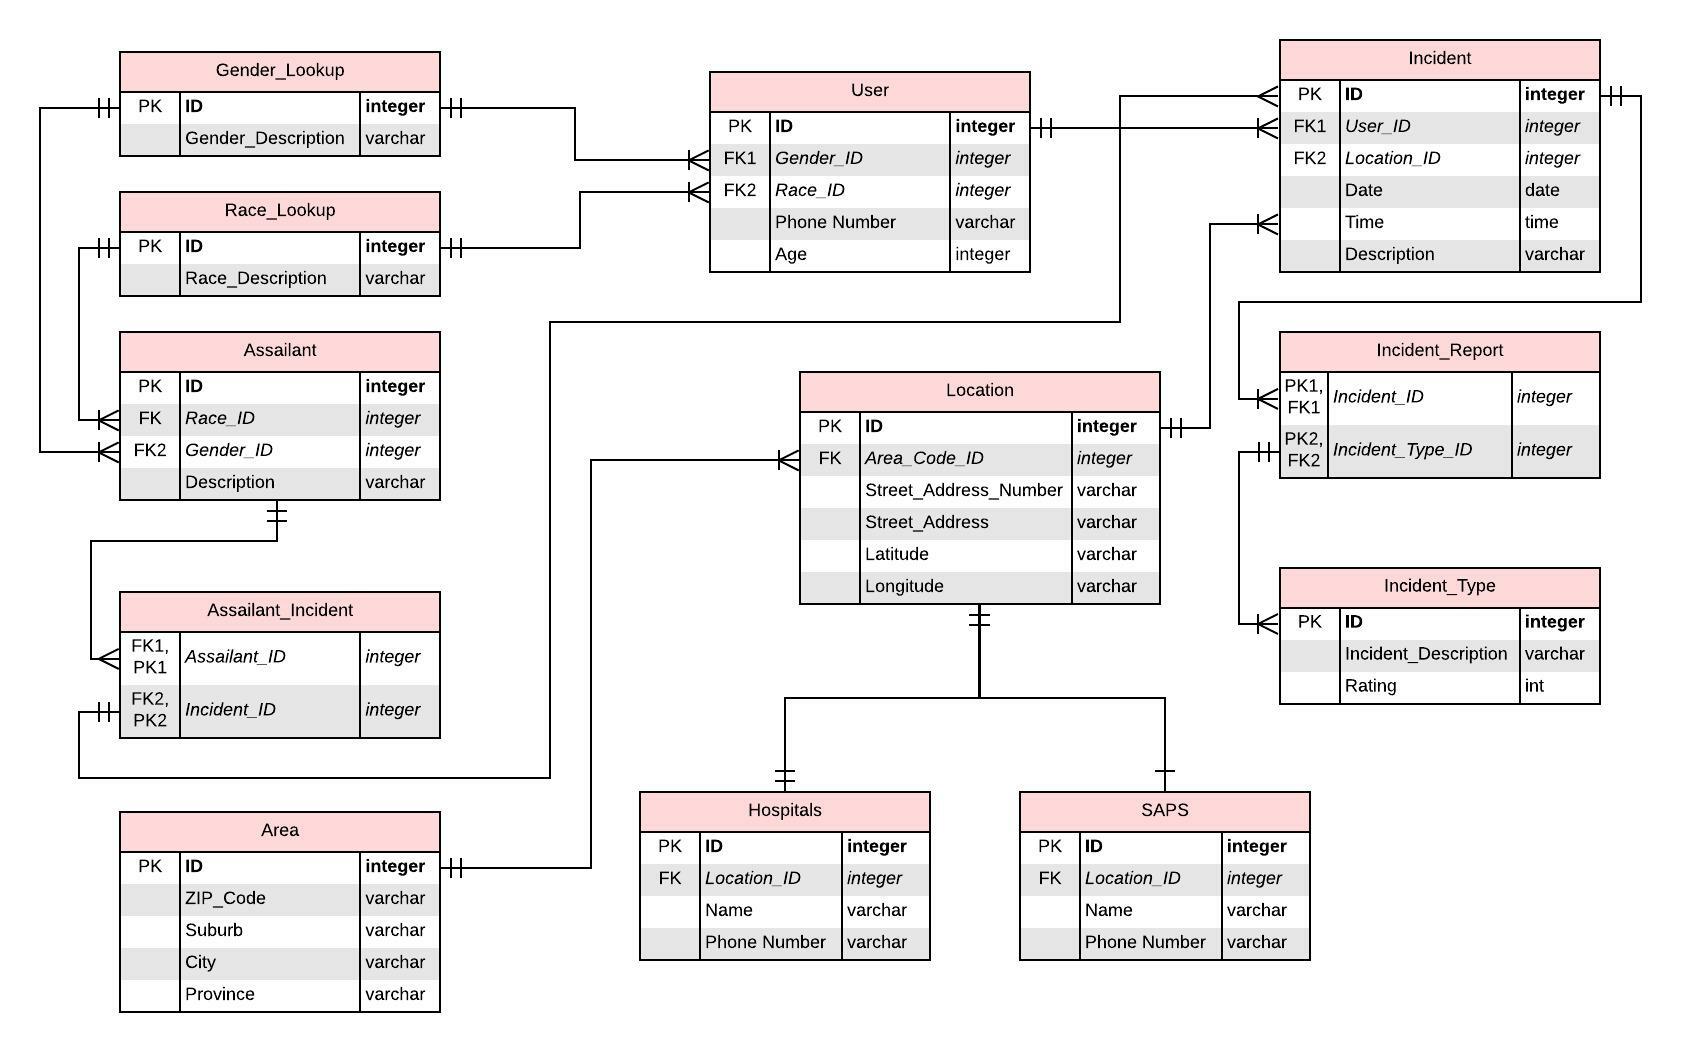 Gender_Lookup
PK ID integer
Gender_Description varchar
Race_Lookup
PK ID integer
Race_Description varchar
Assailant
PK ID integer
FK Race_ID integer
FK2 Gender_ID integer
Description varchar
Assailant_Incident
FK1,
PK1 Assailant_ID integer
FK2,
PK2 Incident_ID integer
Area
PK ID integer
ZIP_Code varchar
Suburb varchar
City varchar
Province varchar
User
PK ID integer
FK1 Gender_ID integer
FK2 Race_ID integer
Phone Number varchar
Age integer
Location
PK ID integer
FK Area_Code_ID integer
Street_Address_Number varchar
Street_Address varchar
Latitude varchar
Longitude varchar
Hospitals
PK ID integer
FK Location_ID integer
Name varchar
Phone Number varchar
SAPS
PK ID integer
FK Location_ID integer
Name varchar
Phone Number varchar
Incident
PK ID integer
FK1 User_ID integer
FK2 Location_ID integer
Date date
Time time
Description varchar
Incident_Report
PK1,
FK1 Incident_ID integer
PK2,
FK2 Incident_Type_ID integer
Incident_Type
PK ID integer
Incident_Description varchar
Rating int